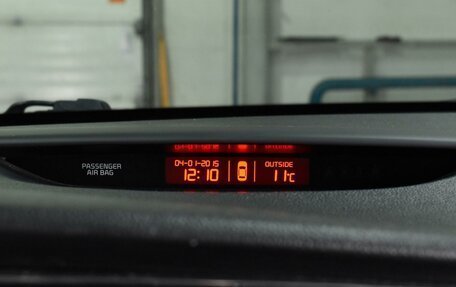 PASSENGER
AIR BAG
04-01-2015
12:10
OUTSIDE
11°C